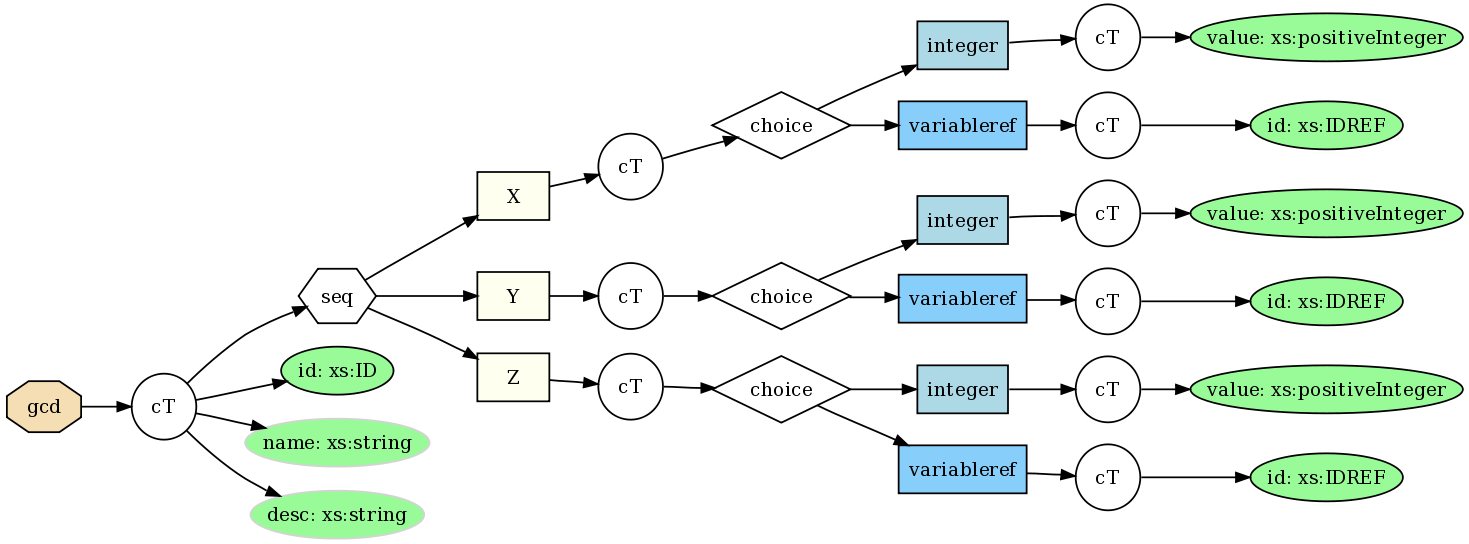 gcd
cT
seq
id: xs:ID
name: xs:string
desc: xs:string
X
cT
choice
integer
cT
value: xs:positiveInteger
variableref
cT
id: xs:IDREF
Y
cT
choice
integer
cT
value: xs:positiveInteger
variableref
cT
id: xs:IDREF
Z
cT
choice
integer
cT
value: xs:positiveInteger
variableref
cT
id: xs:IDREF